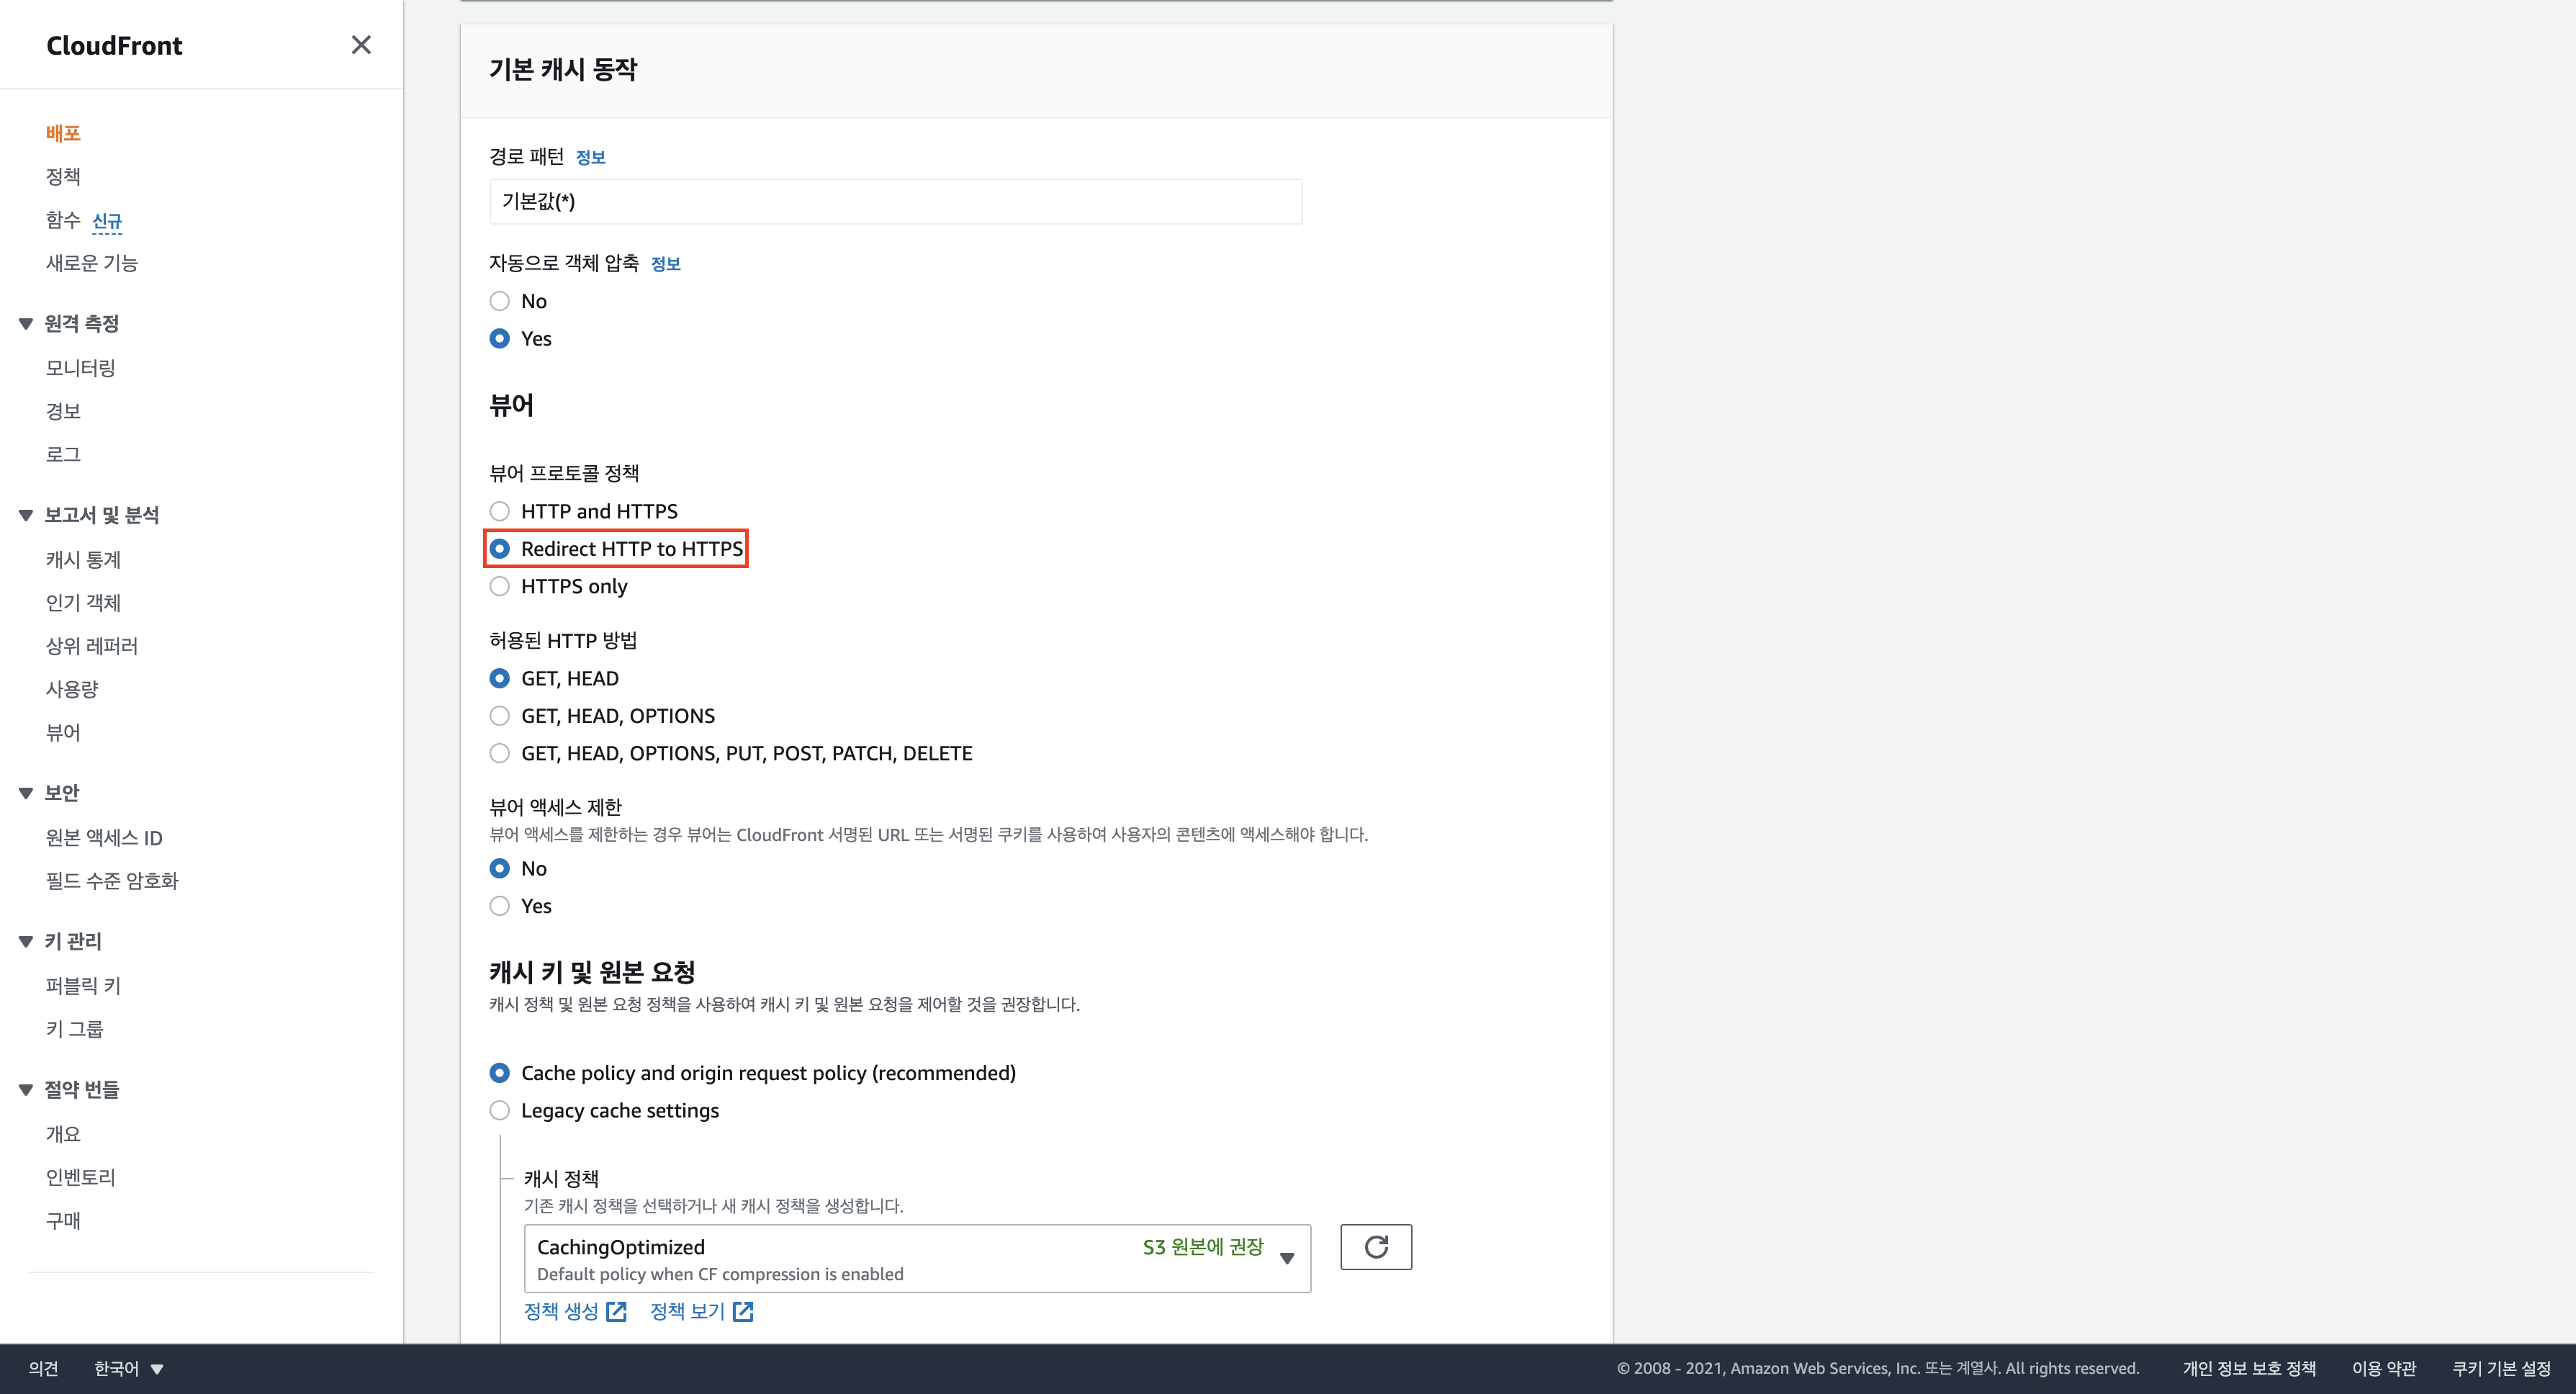 CloudFront
배포
정책
함수 신규
새로운 기능
원격 측정
모니터링
경보
로그
보고서 및 분석
캐시 통계
인기 객체
상위 레퍼러
사용량
뷰어
보안
원본 액세스 ID
필드 수준 암호화
키 관리
퍼블릭 키
키 그룹
절약 번들
개요
인벤토리
구매
기본 캐시 동작
경로 패턴 정보
기본값(*)
자동으로 객체 압축 정보
No
Yes
뷰어
뷰어 프로토콜 정책
HTTP and HTTPS
Redirect HTTP to HTTPS
HTTPS only
허용된 HTTP 방법
GET, HEAD
GET, HEAD, OPTIONS
GET, HEAD, OPTIONS, PUT, POST, PATCH, DELETE
뷰어 액세스 제한
뷰어 액세스를 제한하는 경우 뷰어는 CloudFront 서명된 URL 또는 서명된 쿠키를 사용하여 사용자의 콘텐츠에 액세스해야 합니다.
No
Yes
캐시 키 및 원본 요청
캐시 정책 및 원본 요청 정책을 사용하여 캐시 키 및 원본 요청을 제어할 것을 권장합니다.
Cache policy and origin request policy (recommended)
Legacy cache settings
캐시 정책
기존 캐시 정책을 선택하거나 새 캐시 정책을 생성합니다.
CachingOptimized S3 원본에 권장
Default policy when CF compression is enabled
정책 생성 정책 보기
의견 한국어 © 2008 - 2021, Amazon Web Services, Inc. 또는 계열사. All rights reserved. 개인 정보 보호 정책 이용 약관 쿠키 기본 설정